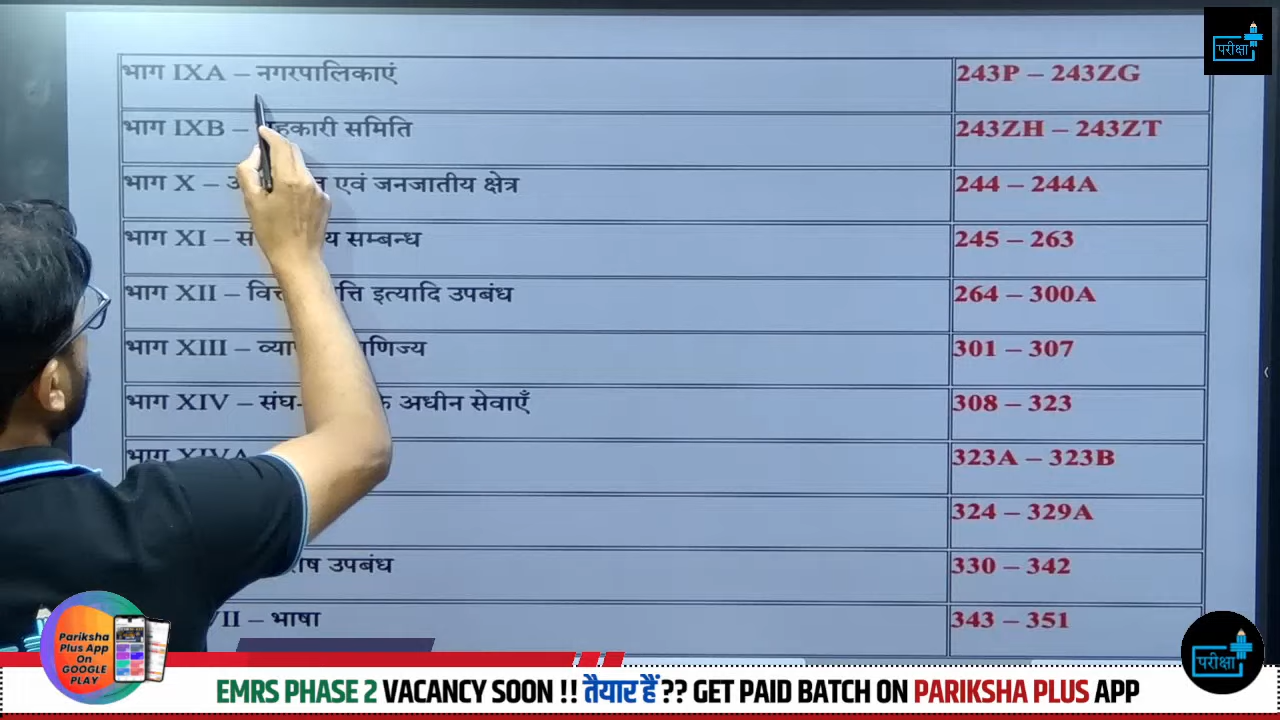 परीक्षा
भाग IXA – नगरपालिकाएं 243P – 243ZG
भाग IXB – सहकारी समिति 243ZH – 243ZT
भाग X – एवं जनजातीय क्षेत्र 244 – 244A
भाग XI – सम्बन्ध 245 – 263
भाग XII – इत्यादि उपबंध 264 – 300A
भाग XIII – 301 – 307
भाग XIV – अधीन सेवाएँ 308 – 323
भाग XIVA – 323A – 323B
324 – 329A
उपबंध 330 – 342
– भाषा 343 – 351
Pariksha
Plus App
On
GOOGLE
PLAY
परीक्षा
EMRS PHASE 2 VACANCY SOON !! तैयार हैं ?? GET PAID BATCH ON PARIKSHA PLUS APP